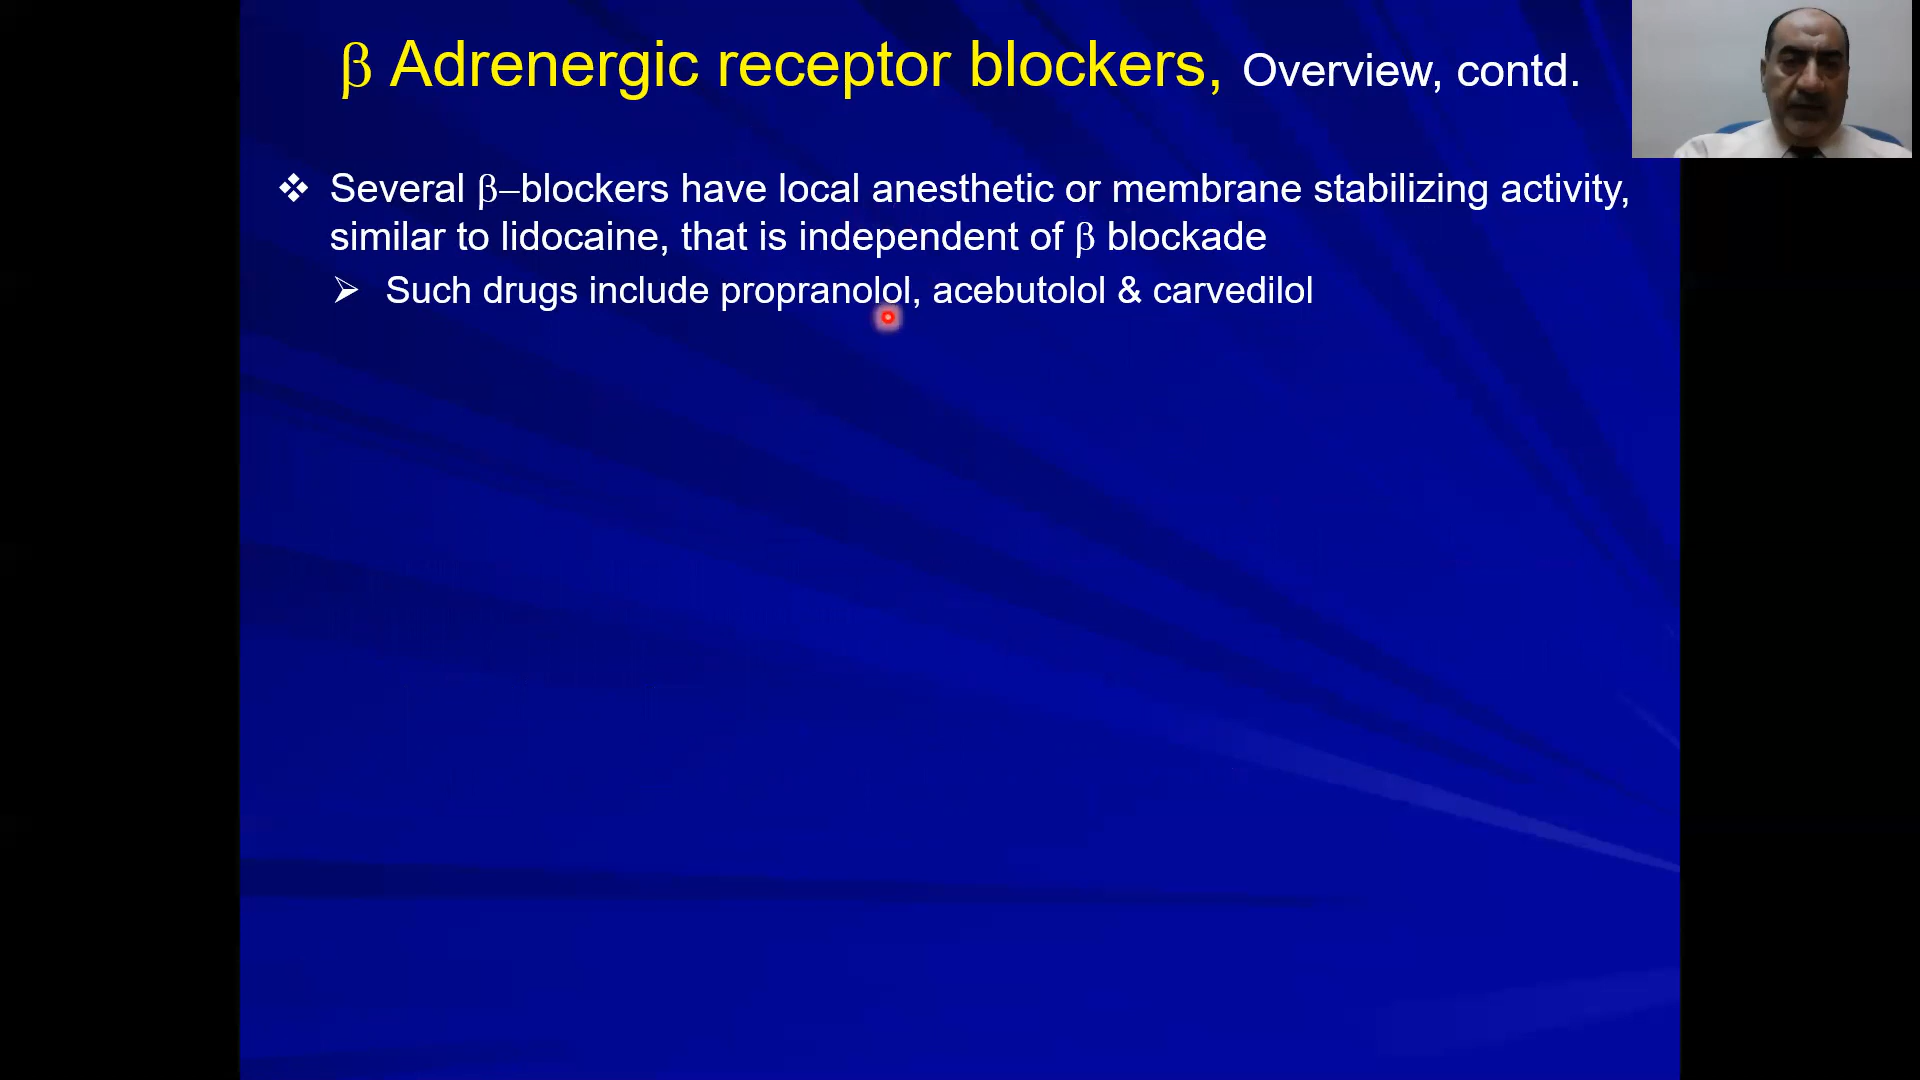 β Adrenergic receptor blockers, Overview, contd.
❖ Several β–blockers have local anesthetic or membrane stabilizing activity,
similar to lidocaine, that is independent of β blockade
➢ Such drugs include propranolol, acebutolol & carvedilol